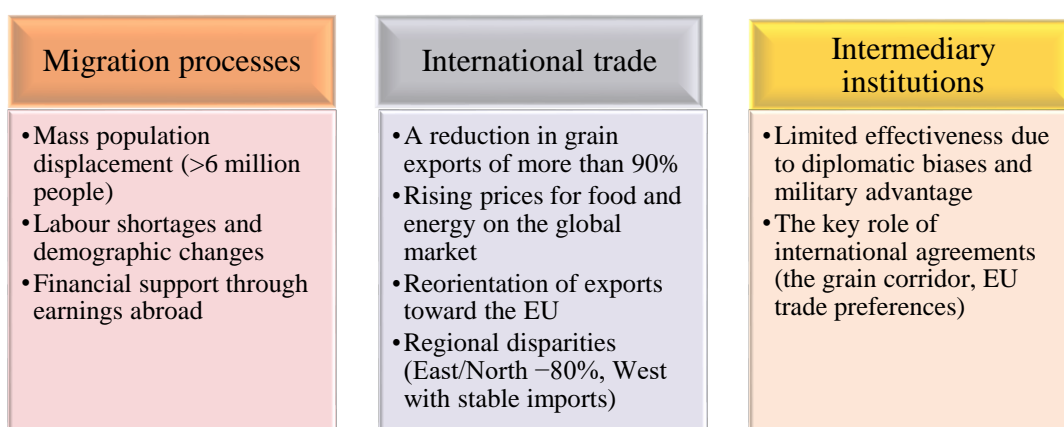 Migration processes
•Mass population
displacement (>6 million
people)
•Labour shortages and
demographic changes
•Financial support through
earnings abroad
International trade
•A reduction in grain
exports of more than 90%
•Rising prices for food and
energy on the global
market
•Reorientation of exports
toward the EU
•Regional disparities
(East/North −80%, West
with stable imports)
Intermediary
institutions
•Limited effectiveness due
to diplomatic biases and
military advantage
•The key role of
international agreements
(the grain corridor, EU
trade preferences)